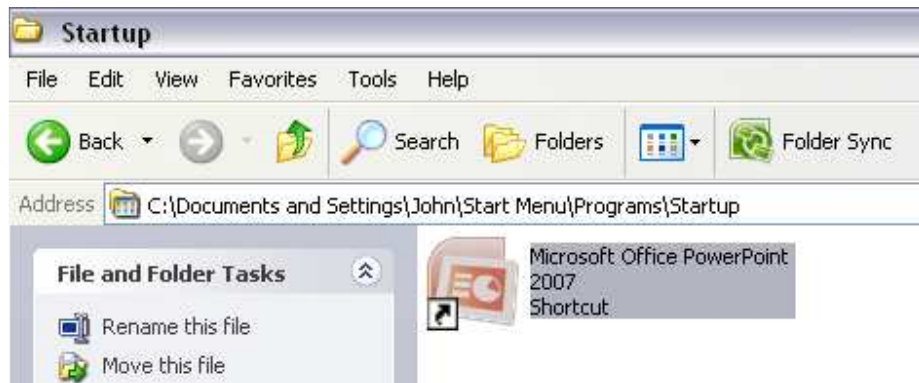 Startup
File Edit View Favorites Tools Help
Back Search Folders Folder Sync
Address C:\Documents and Settings\John\Start Menu\Programs\Startup
File and Folder Tasks
Microsoft Office PowerPoint
2007
Shortcut
Rename this file
Move this file